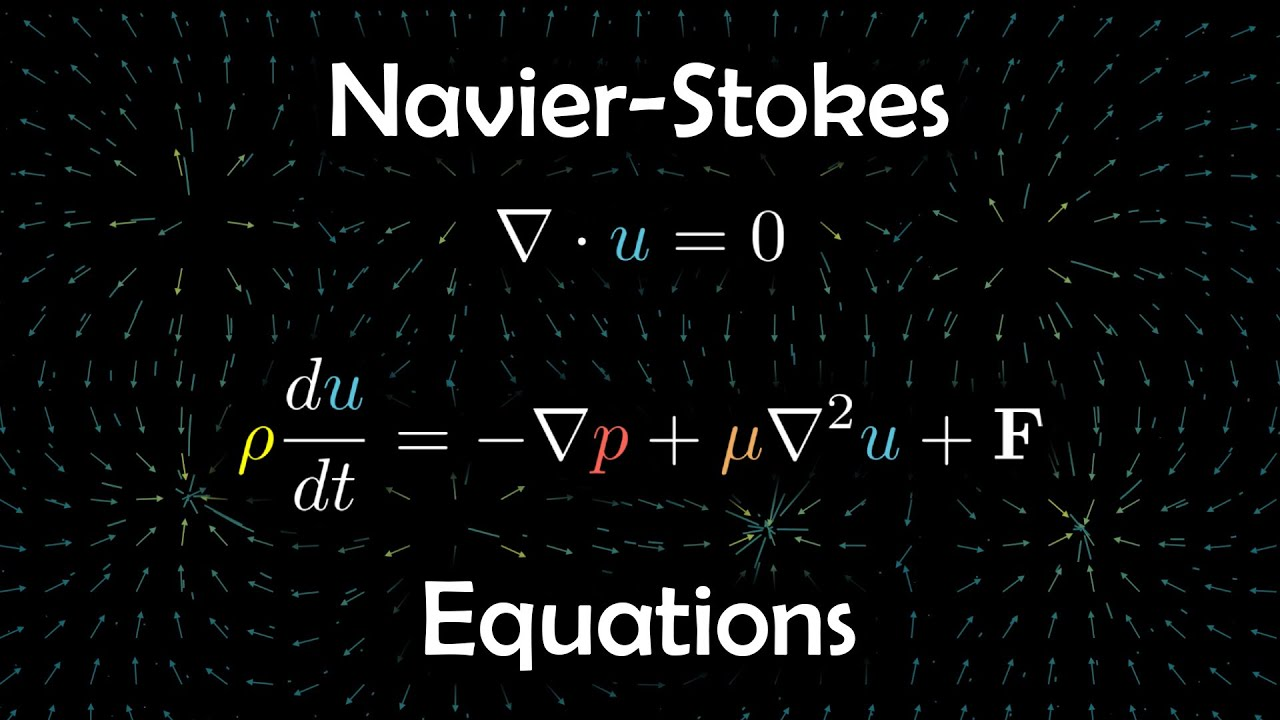 Navier-Stokes
∇ · u = 0
ρ du/dt = −∇p + μ∇²u + F
Equations